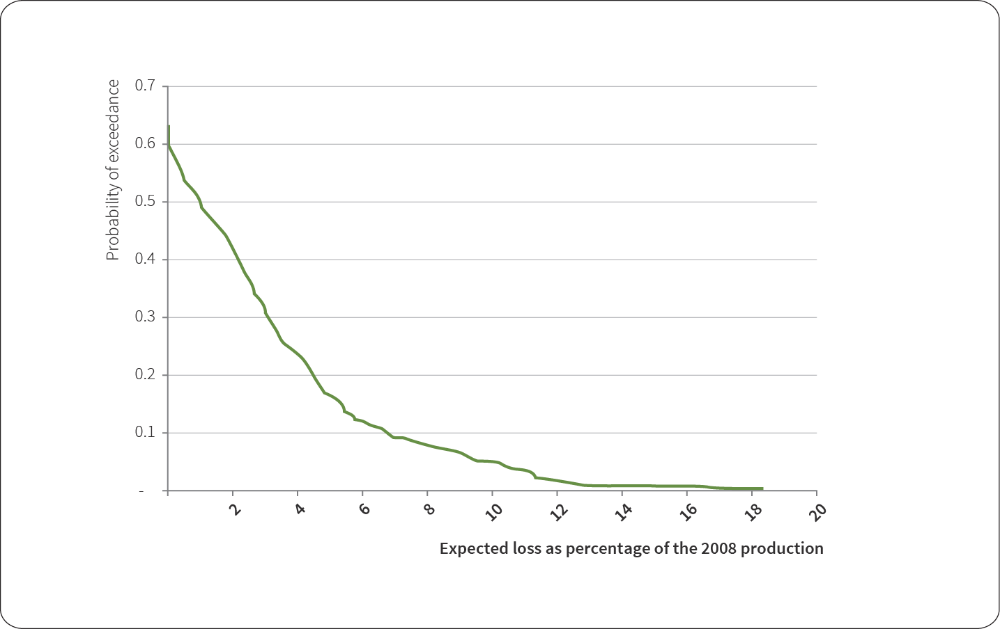 Probability of exceedance
0.7
0.6
0.5
0.4
0.3
0.2
0.1
-
2 4 6 8 10 12 14 16 18 20
Expected loss as percentage of the 2008 production